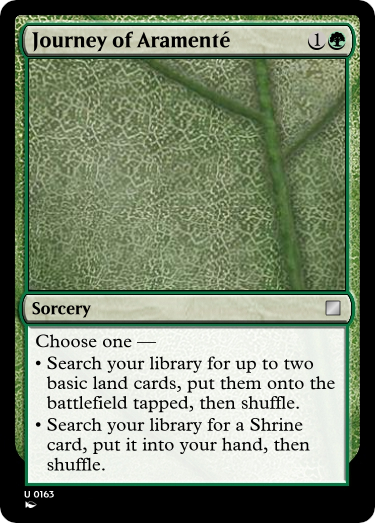 Journey of Aramenté 1
Sorcery
Choose one —
• Search your library for up to two
basic land cards, put them onto the
battlefield tapped, then shuffle.
• Search your library for a Shrine
card, put it into your hand, then
shuffle.
U 0163